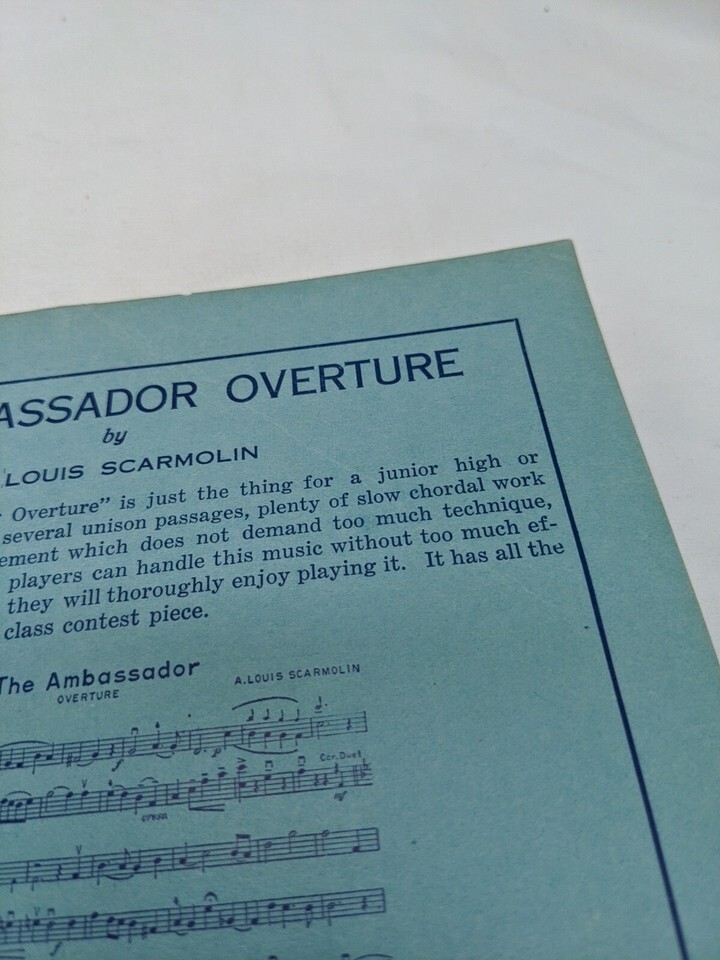 ASSADOR OVERTURE
by
LOUIS SCARMOLIN
Overture" is just the thing for a junior high or
several unison passages, plenty of slow chordal work
ement which does not demand too much technique,
players can handle this music without too much ef-
they will thoroughly enjoy playing it. It has all the
class contest piece.
The Ambassador
OVERTURE
A. LOUIS SCARMOLIN
f
p
Cor. Duet
cresc.
mf
f